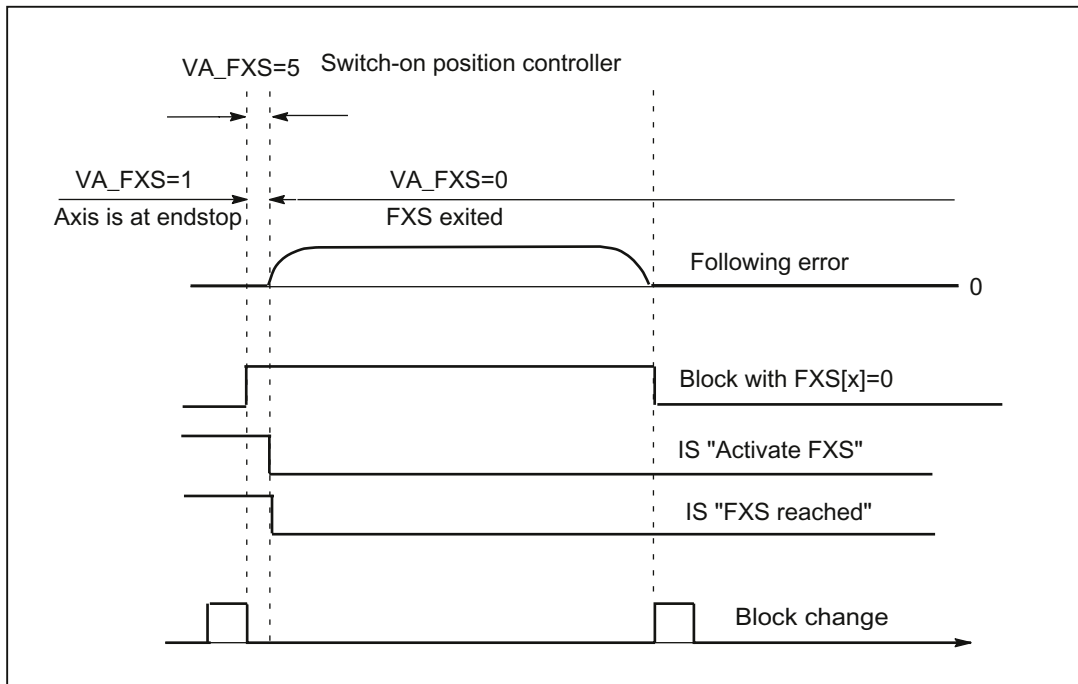 VA_FXS=5 Switch-on position controller
VA_FXS=1 VA_FXS=0
Axis is at endstop FXS exited
Following error
0
Block with FXS[x]=0
IS "Activate FXS"
IS "FXS reached"
Block change